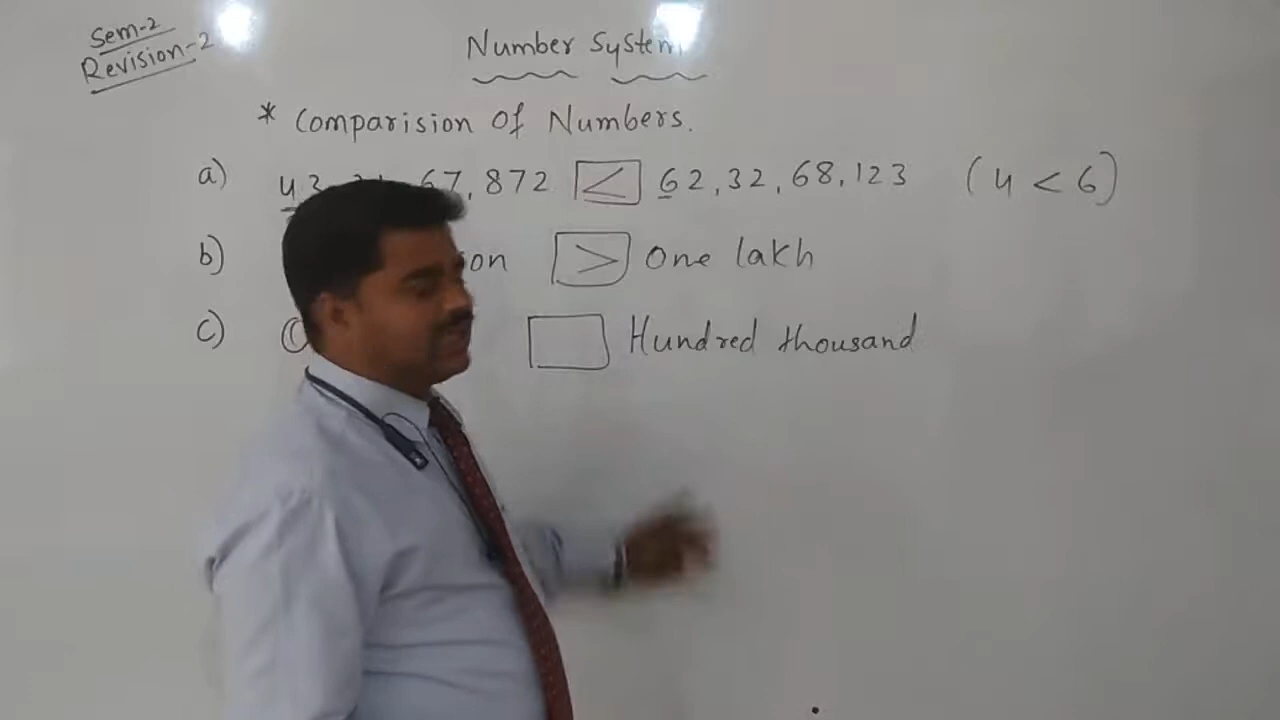 Sem-2
Revision-2
Number System
* Comparision Of Numbers.
a) 43, 67,872 < 62,32,68,123 (4 < 6)
b) on > One lakh
c) Hundred thousand